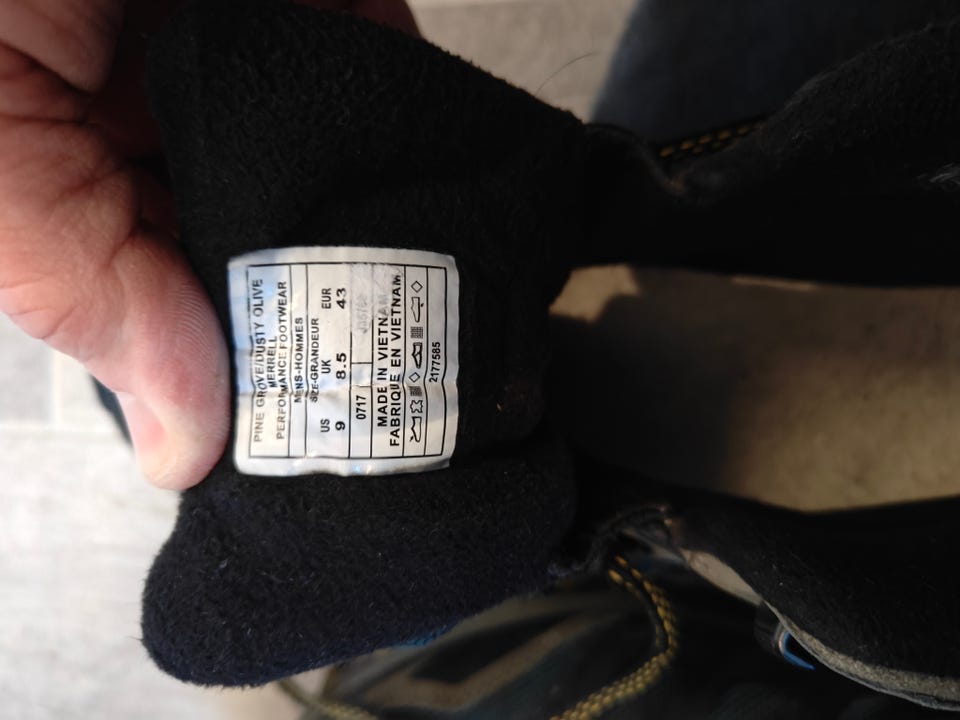 PINE GROVE/DUSTY OLIVE
MERRELL
PERFORMANCE FOOTWEAR
MENS-HOMMES
SIZE-GRANDEUR
US UK EUR
9 8.5 43
0717
MADE IN VIETNAM
FABRIQUE EN VIETNAM
2177585